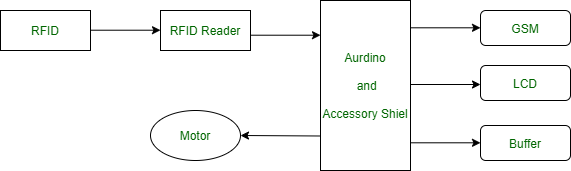 RFID
RFID Reader
Aurdino
and
Accessory Shiel
Motor
GSM
LCD
Buffer